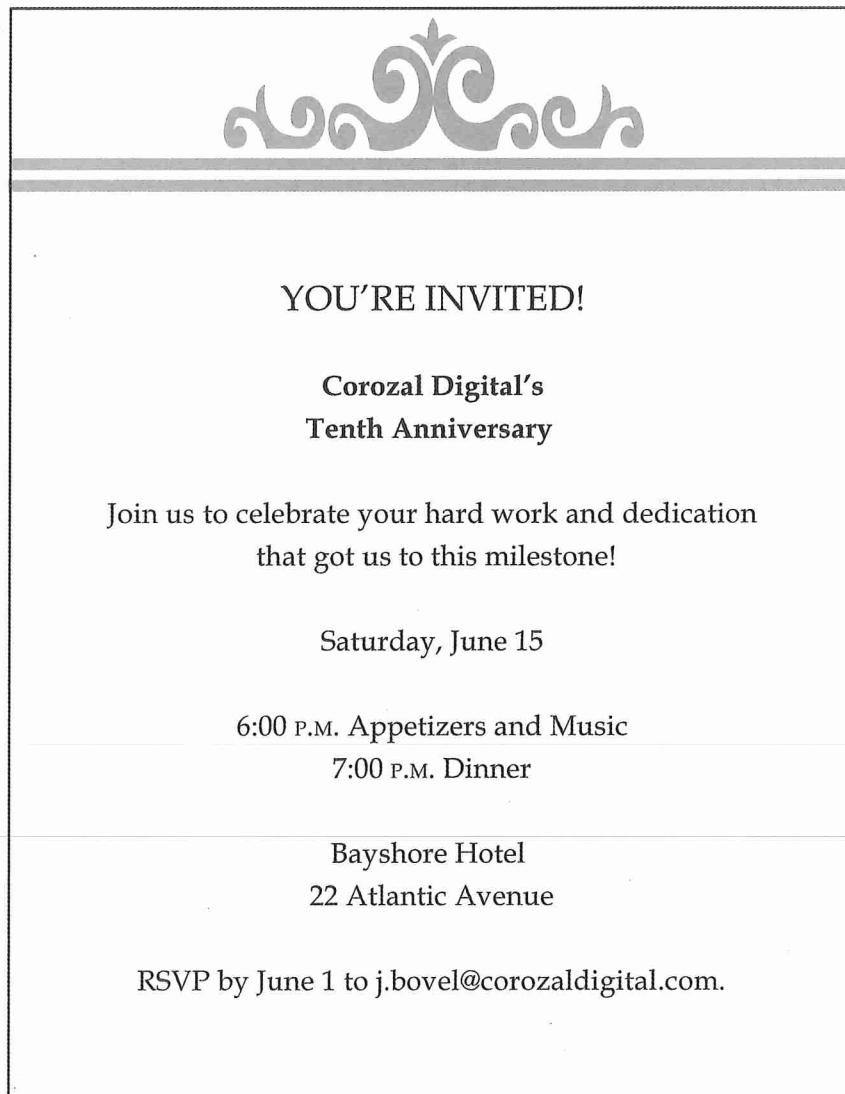 YOU'RE INVITED!
Corozal Digital's
Tenth Anniversary
Join us to celebrate your hard work and dedication
that got us to this milestone!
Saturday, June 15
6:00 P.M. Appetizers and Music
7:00 P.M. Dinner
Bayshore Hotel
22 Atlantic Avenue
RSVP by June 1 to j.bovel@corozaldigital.com.